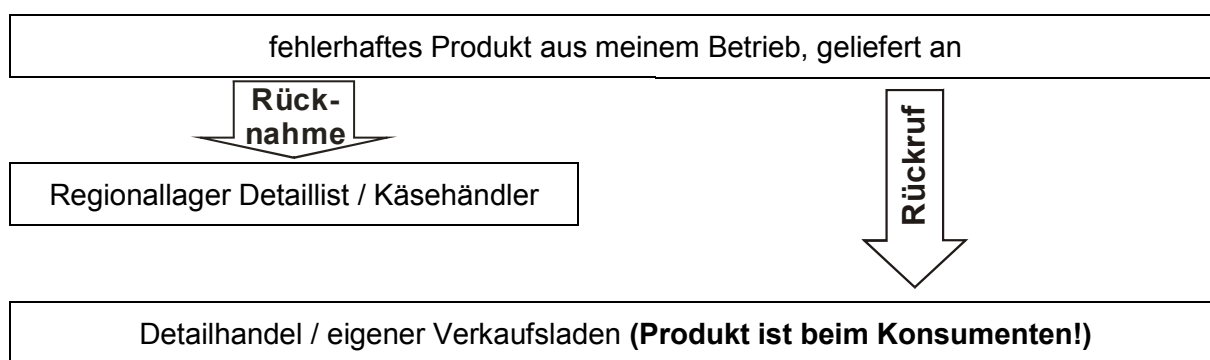 fehlerhaftes Produkt aus meinem Betrieb, geliefert an
Rück-
nahme
Rückruf
Regionallager Detaillist / Käsehändler
Detailhandel / eigener Verkaufsladen (Produkt ist beim Konsumenten!)